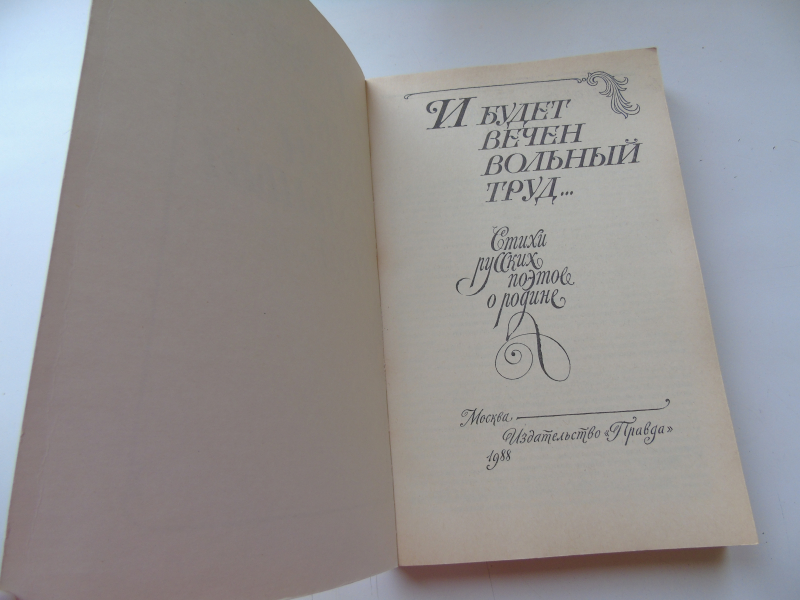 И БУДЕТ
ВЕЧЕН
ВОЛЬНЫЙ
ТРУД...
Стихи
русских
поэтов
о родине
Москва
Издательство «Правда»
1988